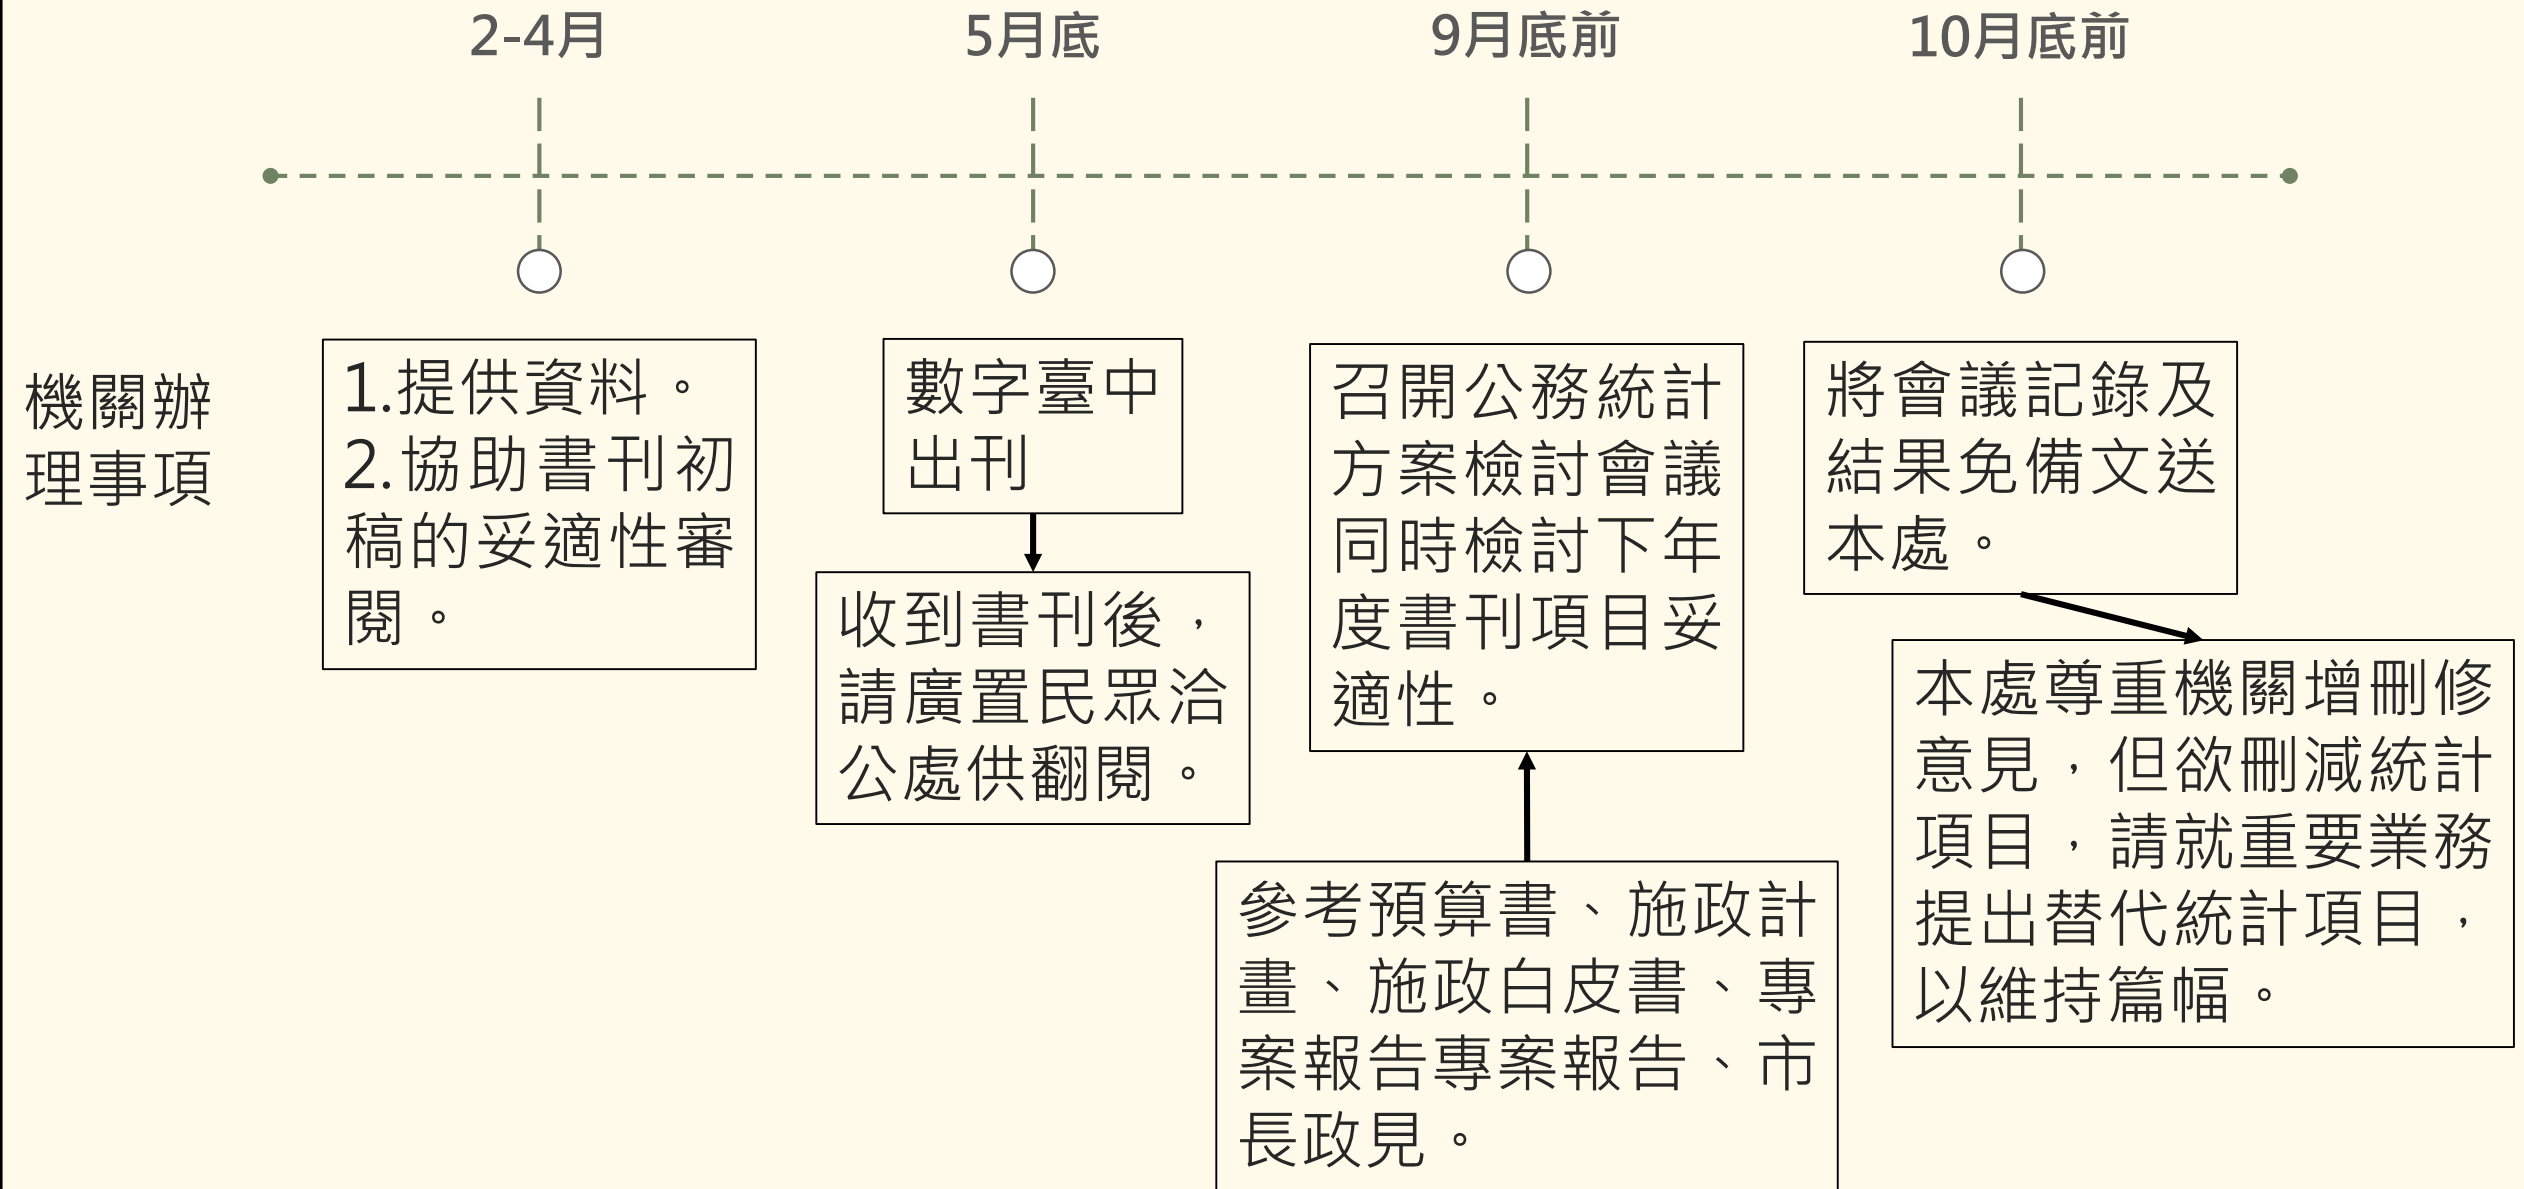 2-4月
5月底
9月底前
10月底前
機關辦
理事項
1.提供資料。
2.協助書刊初
稿的妥適性審
閱。
數字臺中
出刊
收到書刊後，
請廣置民眾洽
公處供翻閱。
召開公務統計
方案檢討會議
同時檢討下年
度書刊項目妥
適性。
參考預算書、施政計
畫、施政白皮書、專
案報告專案報告、市
長政見。
將會議記錄及
結果免備文送
本處。
本處尊重機關增刪修
意見，但欲刪減統計
項目，請就重要業務
提出替代統計項目，
以維持篇幅。